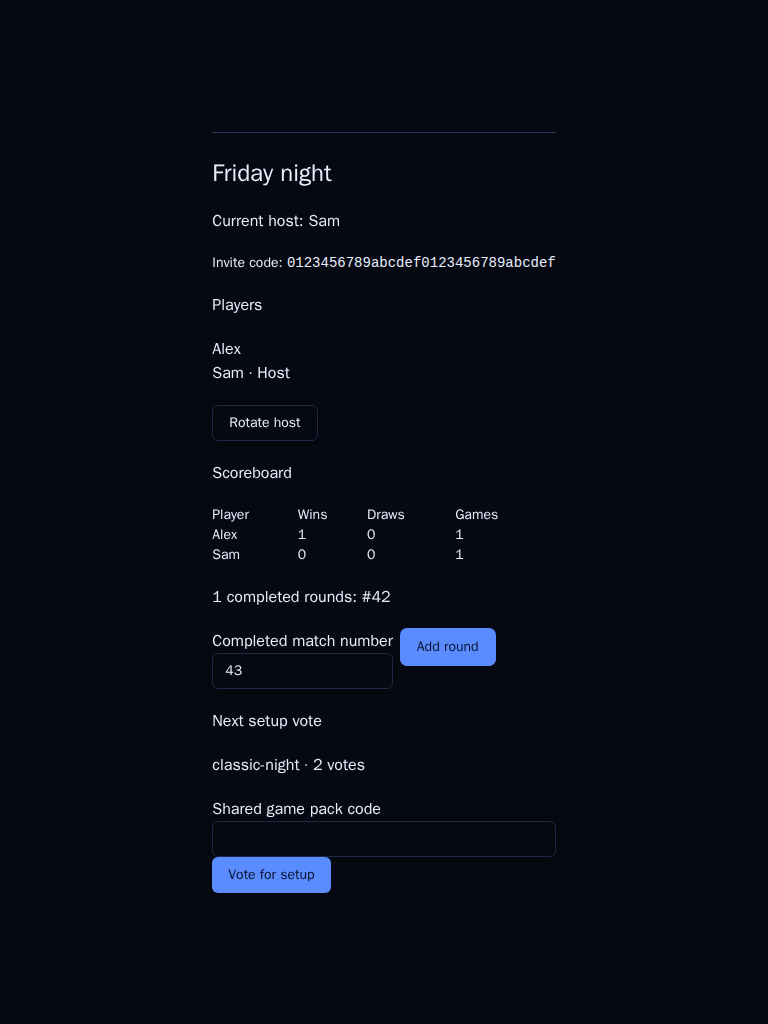 Friday night
Current host: Sam
Invite code: 0123456789abcdef0123456789abcdef
Players
Alex
Sam · Host
Rotate host
Scoreboard
Player Wins Draws Games
Alex 1 0 1
Sam 0 0 1
1 completed rounds: #42
Completed match number
Add round
43
Next setup vote
classic-night · 2 votes
Shared game pack code
Vote for setup